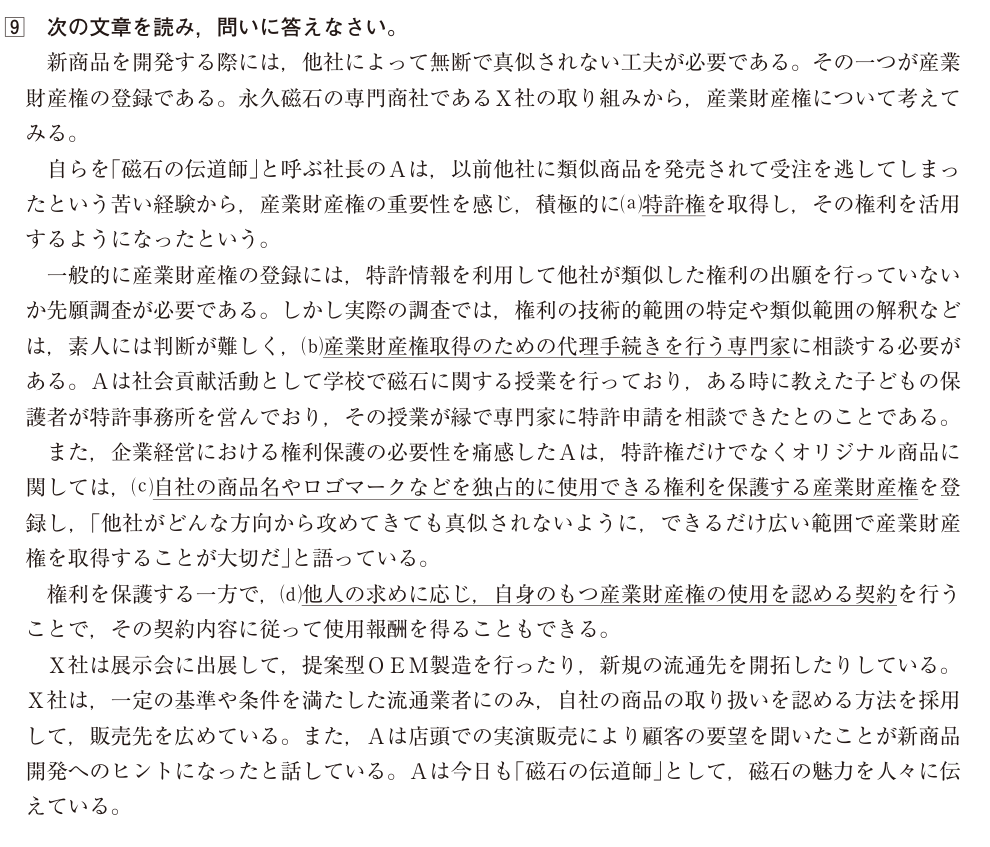 9 次の文章を読み，問いに答えなさい。
新商品を開発する際には，他社によって無断で真似されない工夫が必要である。その一つが産業
財産権の登録である。永久磁石の専門商社であるＸ社の取り組みから，産業財産権について考えて
みる。
自らを「磁石の伝道師」と呼ぶ社長のＡは，以前他社に類似商品を発売されて受注を逃してしまっ
たという苦い経験から，産業財産権の重要性を感じ，積極的に(a)特許権を取得し，その権利を活用
するようになったという。
一般的に産業財産権の登録には，特許情報を利用して他社が類似した権利の出願を行っていない
か先願調査が必要である。しかし実際の調査では，権利の技術的範囲の特定や類似範囲の解釈など
は，素人には判断が難しく，(b)産業財産権取得のための代理手続きを行う専門家に相談する必要が
ある。Ａは社会貢献活動として学校で磁石に関する授業を行っており，ある時に教えた子どもの保
護者が特許事務所を営んでおり，その授業が縁で専門家に特許申請を相談できたとのことである。
また，企業経営における権利保護の必要性を痛感したＡは，特許権だけでなくオリジナル商品に
関しては，(c)自社の商品名やロゴマークなどを独占的に使用できる権利を保護する産業財産権を登
録し，「他社がどんな方向から攻めてきても真似されないように，できるだけ広い範囲で産業財産
権を取得することが大切だ」と語っている。
権利を保護する一方で，(d)他人の求めに応じ，自身のもつ産業財産権の使用を認める契約を行う
ことで，その契約内容に従って使用報酬を得ることもできる。
Ｘ社は展示会に出展して，提案型ＯＥＭ製造を行ったり，新規の流通先を開拓したりしている。
Ｘ社は，一定の基準や条件を満たした流通業者にのみ，自社の商品の取り扱いを認める方法を採用
して，販売先を広めている。また，Ａは店頭での実演販売により顧客の要望を聞いたことが新商品
開発へのヒントになったと話している。Ａは今日も「磁石の伝道師」として，磁石の魅力を人々に伝
えている。